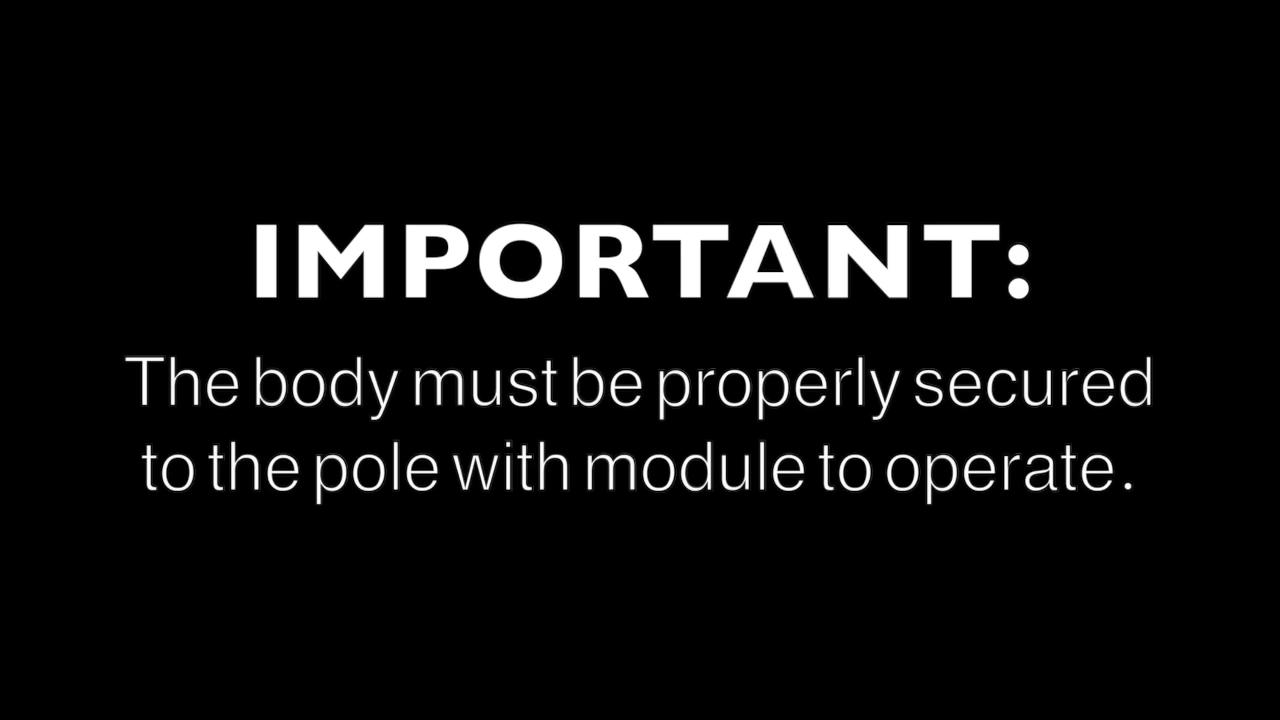 IMPORTANT:
The body must be properly secured
to the pole with module to operate.